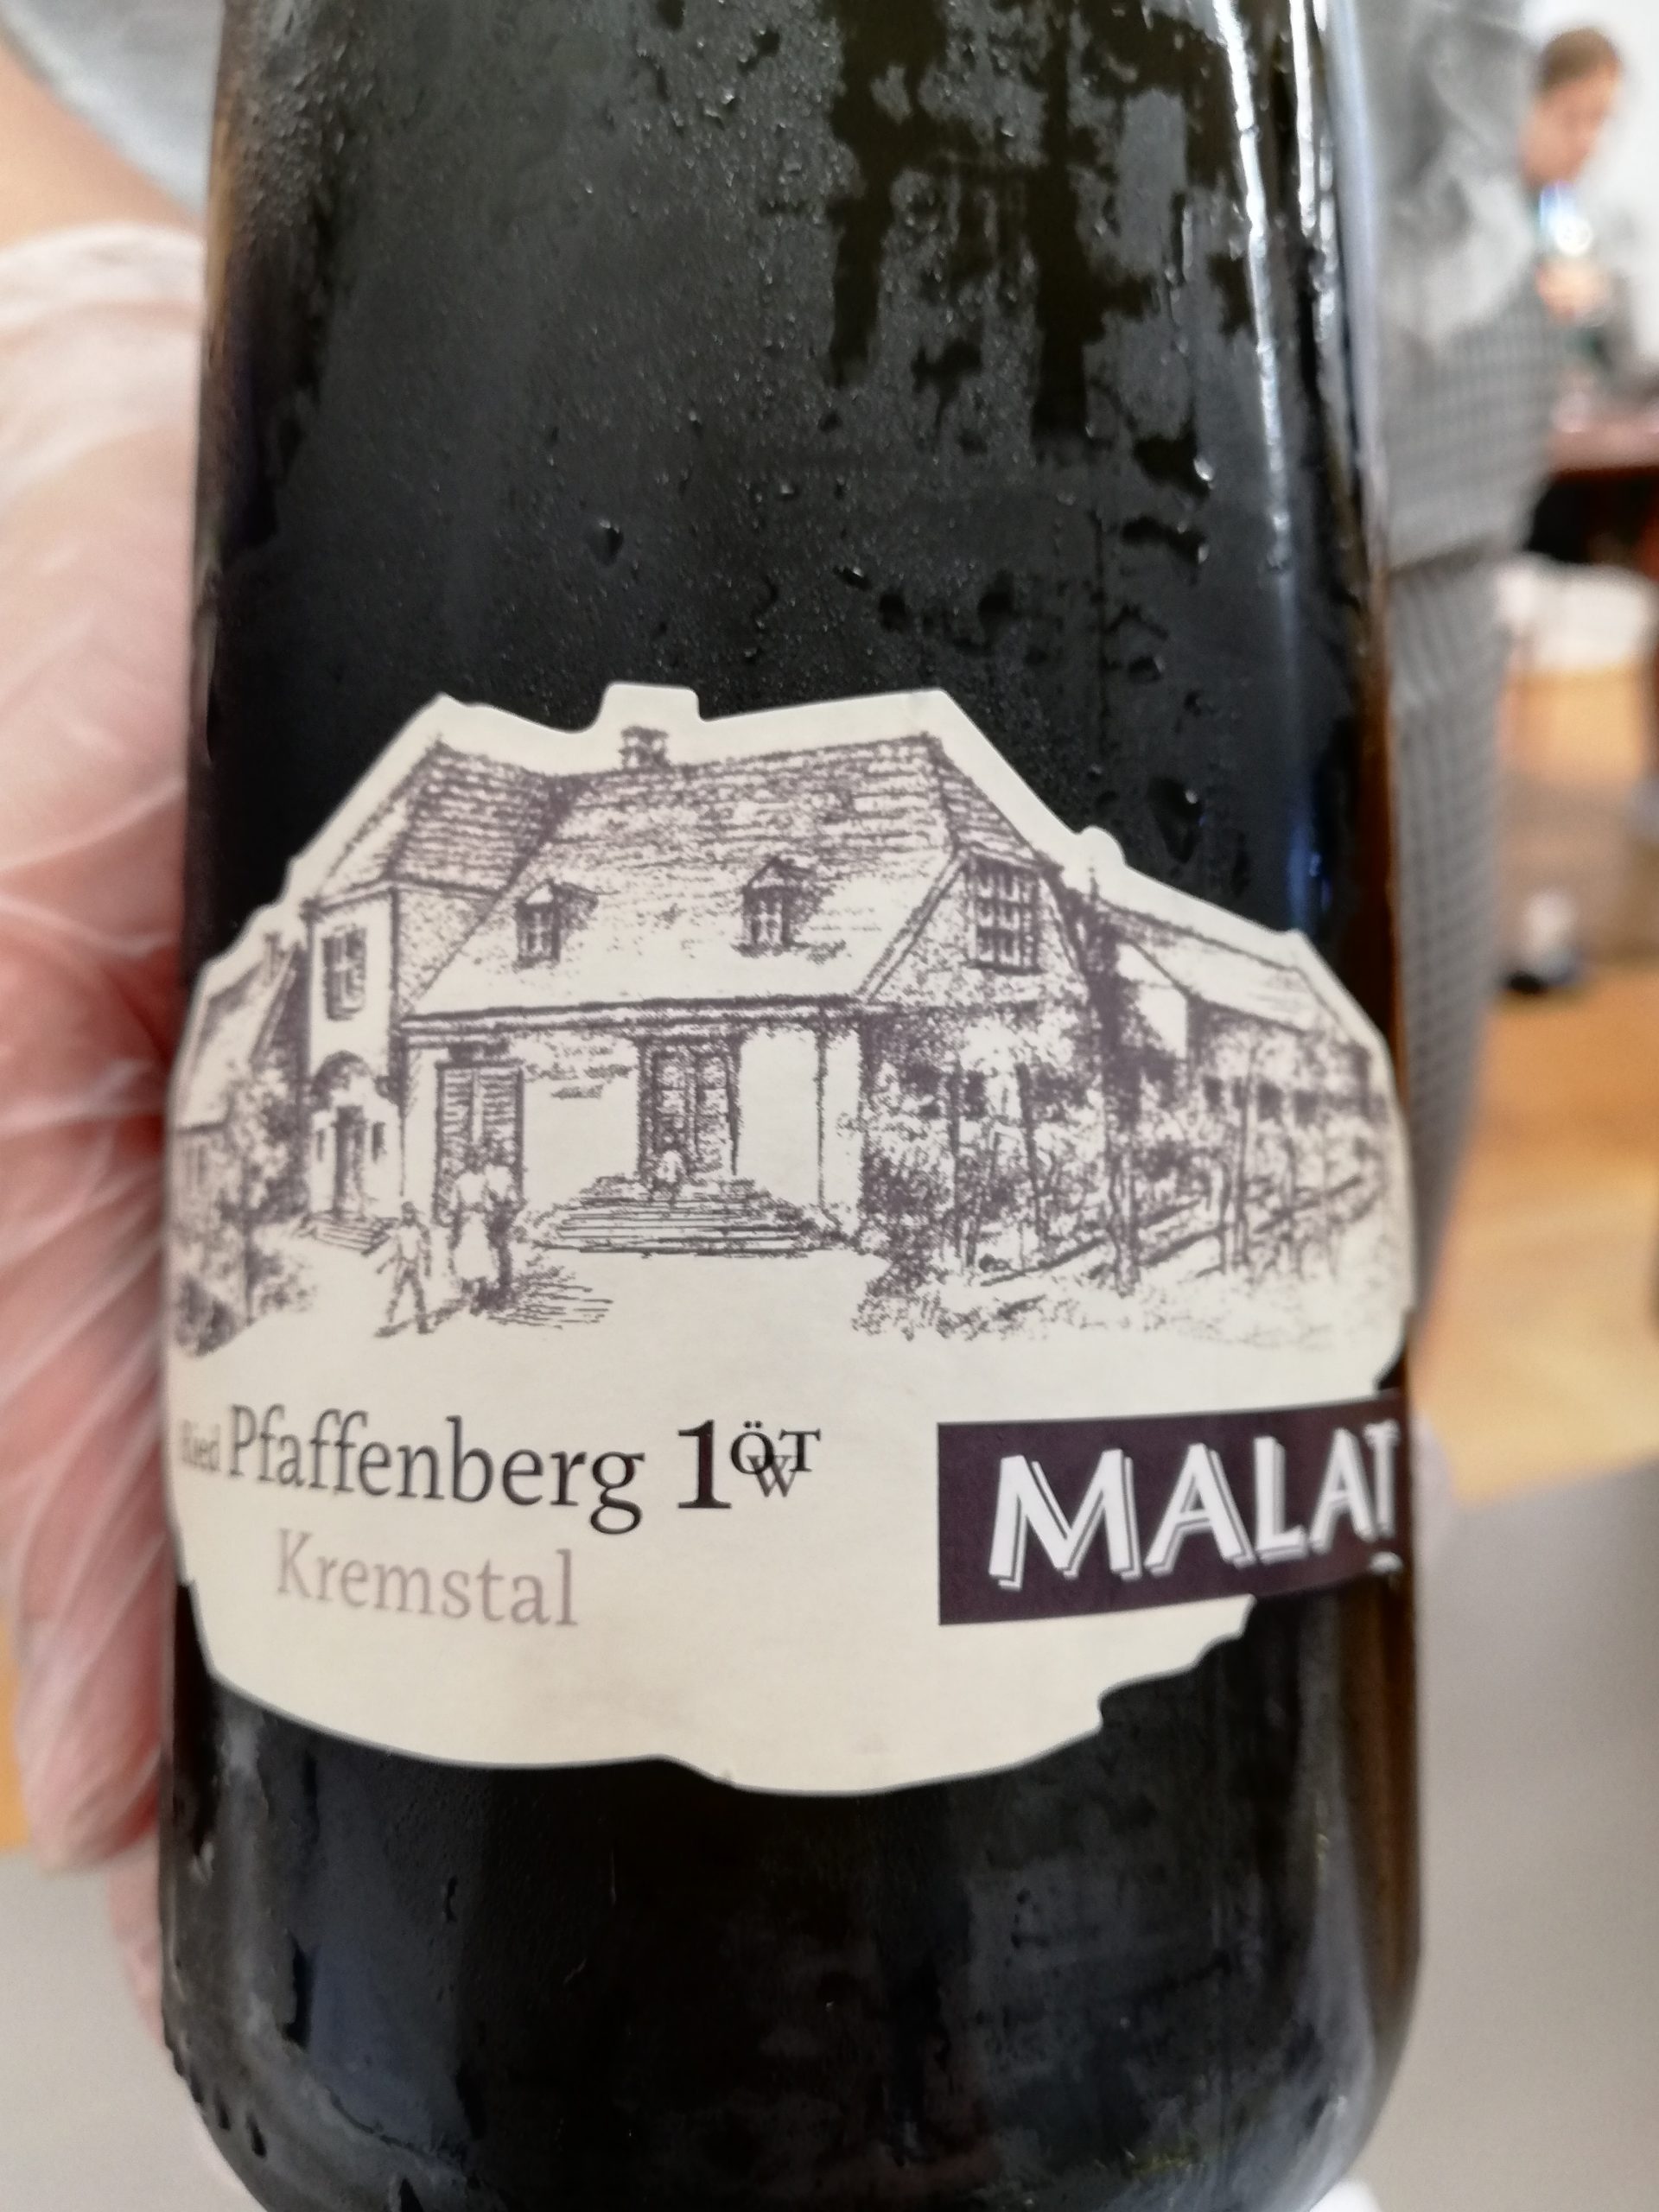 Ried Pfaffenberg 1ÖTW
Kremstal
MALAT